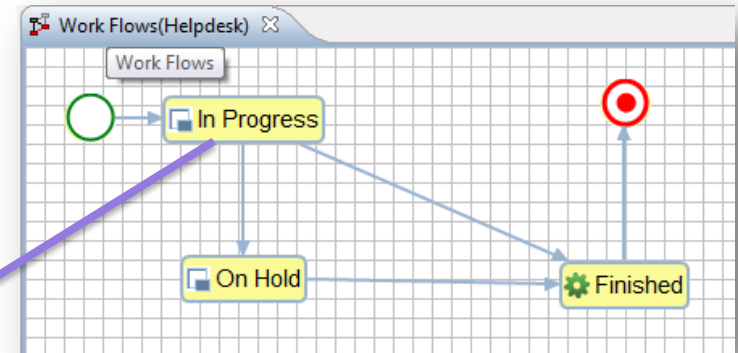 Work Flows(Helpdesk)
Work Flows
In Progress
On Hold
Finished